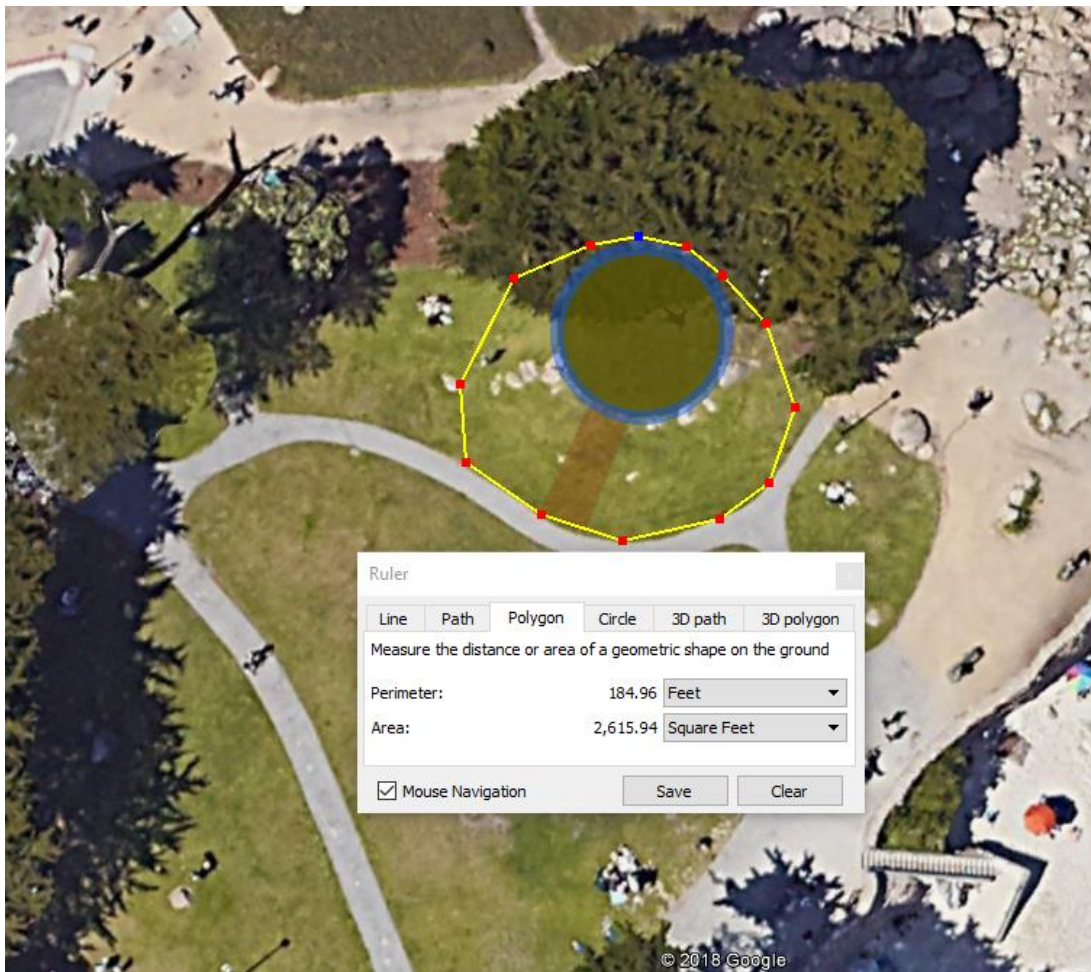 Ruler
Line Path Polygon Circle 3D path 3D polygon
Measure the distance or area of a geometric shape on the ground
Perimeter: 184.96 Feet
Area: 2,615.94 Square Feet
Mouse Navigation Save Clear
© 2018 Google